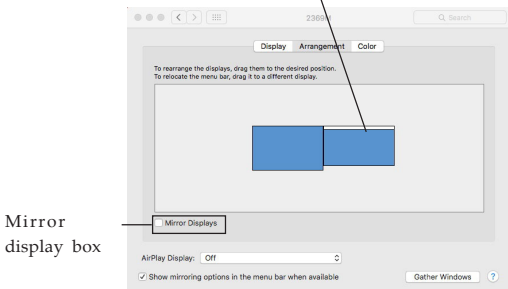 2369M
Search
Display Arrangement Color
To rearrange the displays, drag them to the desired position.
To relocate the menu bar, drag it to a different display.
Mirror Displays
Mirror
display box
AirPlay Display: Off
Show mirroring options in the menu bar when available
Gather Windows ?